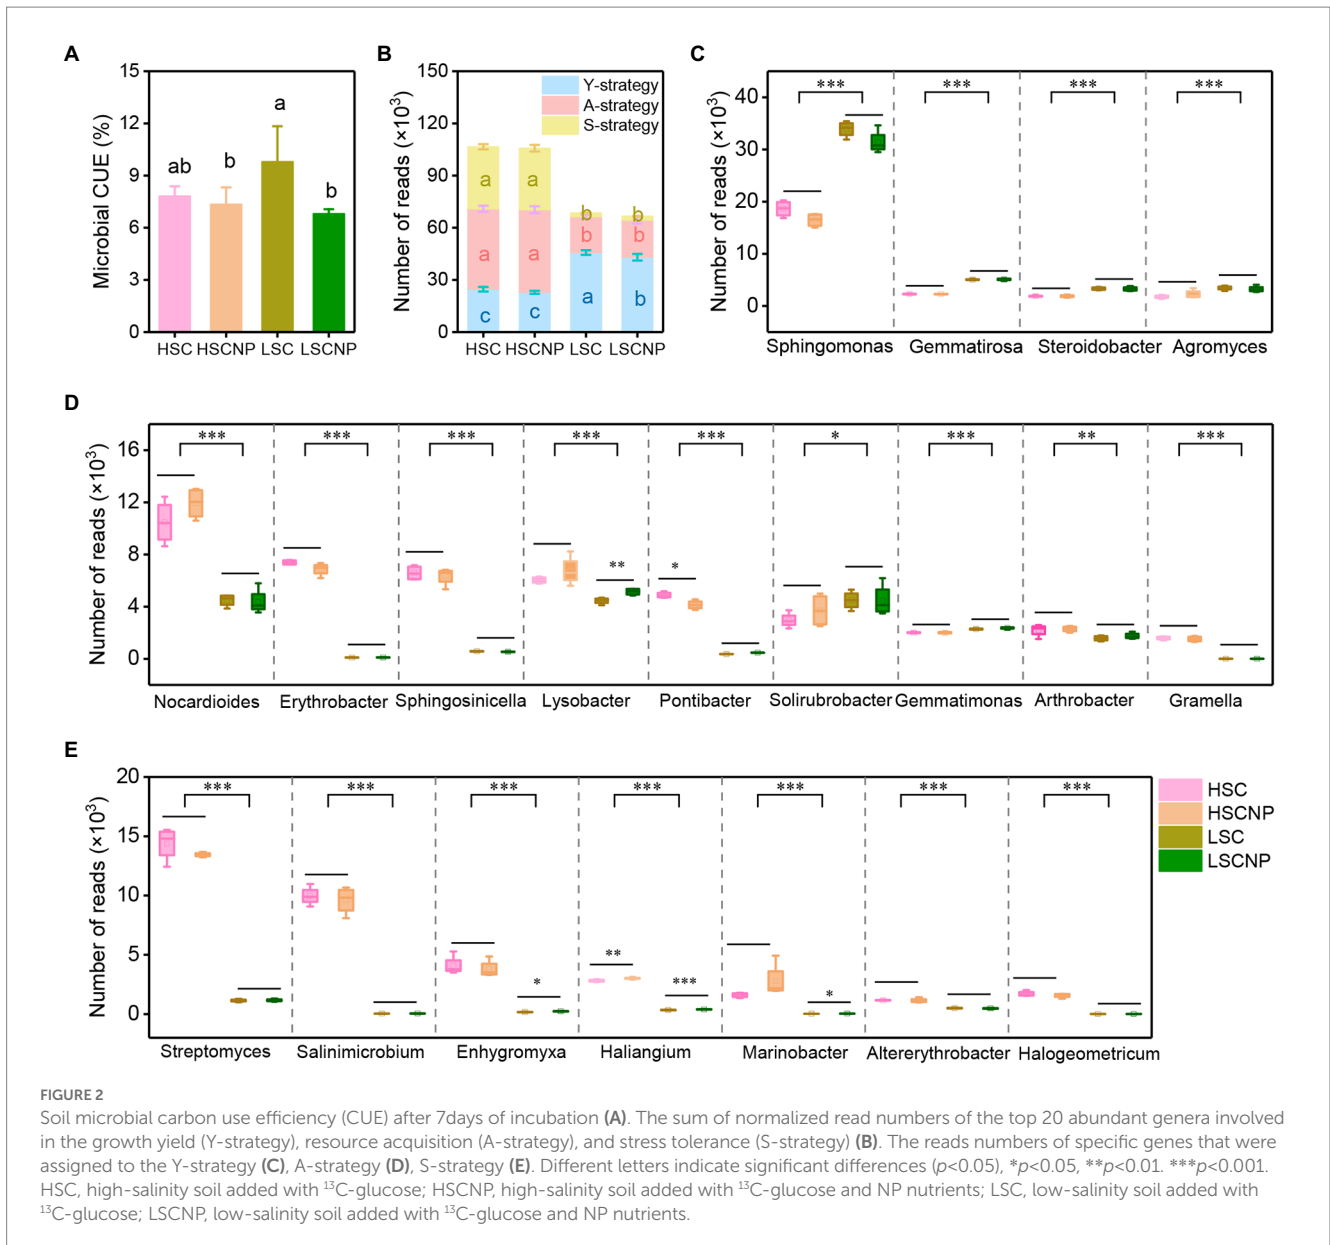 A
Microbial CUE (%)
15
12
9
6
3
0
ab
b
a
b
HSC HSCNP LSC LSCNP
B
Number of reads (×10³)
150
120
90
60
30
0
Y-strategy
A-strategy
S-strategy
a a b b
a a b b
c c a b
HSC HSCNP LSC LSCNP
C
Number of reads (×10³)
40
30
20
10
0
*** *** *** ***
Sphingomonas Gemmatirosa Steroidobacter Agromyces
D
Number of reads (×10³)
16
12
8
4
0
*** *** *** *** *** * *** ** ***
** *
Nocardioides Erythrobacter Sphingosinicella Lysobacter Pontibacter Solirubrobacter Gemmatimonas Arthrobacter Gramella
E
Number of reads (×10³)
20
15
10
5
0
*** *** *** *** *** *** ***
**
* *** *
Streptomyces Salinimicrobium Enhygromyxa Haliangium Marinobacter Altererythrobacter Halogeometricum
HSC
HSCNP
LSC
LSCNP
FIGURE 2
Soil microbial carbon use efficiency (CUE) after 7days of incubation (A). The sum of normalized read numbers of the top 20 abundant genera involved
in the growth yield (Y-strategy), resource acquisition (A-strategy), and stress tolerance (S-strategy) (B). The reads numbers of specific genes that were
assigned to the Y-strategy (C), A-strategy (D), S-strategy (E). Different letters indicate significant differences (p<0.05), *p<0.05, **p<0.01. ***p<0.001.
HSC, high-salinity soil added with ¹³C-glucose; HSCNP, high-salinity soil added with ¹³C-glucose and NP nutrients; LSC, low-salinity soil added with
¹³C-glucose; LSCNP, low-salinity soil added with ¹³C-glucose and NP nutrients.